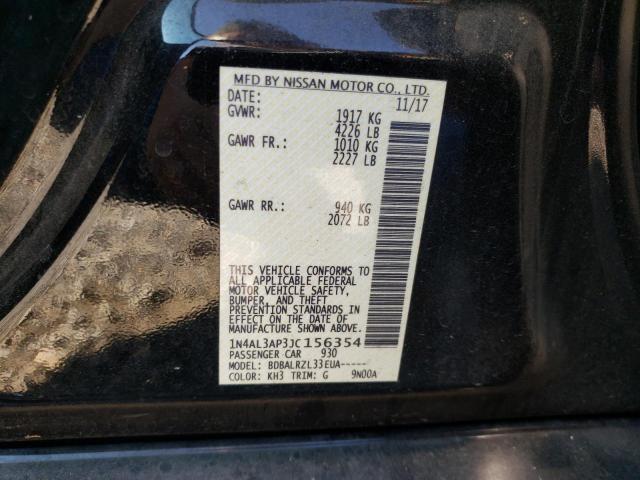 MFD BY NISSAN MOTOR CO., LTD.
DATE: 11/17
GVWR: 1917 KG
4226 LB
GAWR FR.: 1010 KG
2227 LB
GAWR RR.: 940 KG
2072 LB
THIS VEHICLE CONFORMS TO
ALL APPLICABLE FEDERAL
MOTOR VEHICLE SAFETY,
BUMPER, AND THEFT
PREVENTION STANDARDS IN
EFFECT ON THE DATE OF
MANUFACTURE SHOWN ABOVE.
1N4AL3AP3JC156354
PASSENGER CAR 930
MODEL: BDBALRZL33EUA-----
COLOR: KH3 TRIM: G 9N00A